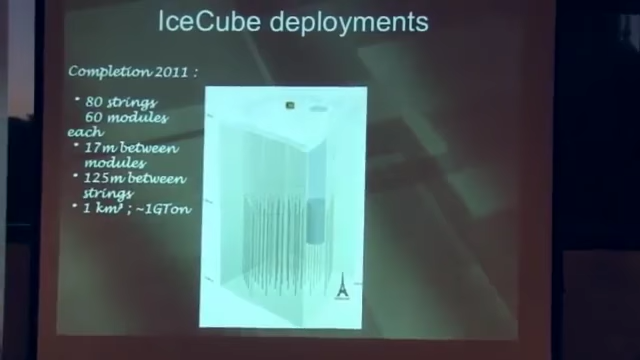 IceCube deployments
Completion 2011 :
* 80 strings
60 modules
each
* 17m between
modules
* 125m between
strings
* 1 km³ ; ~1GTon